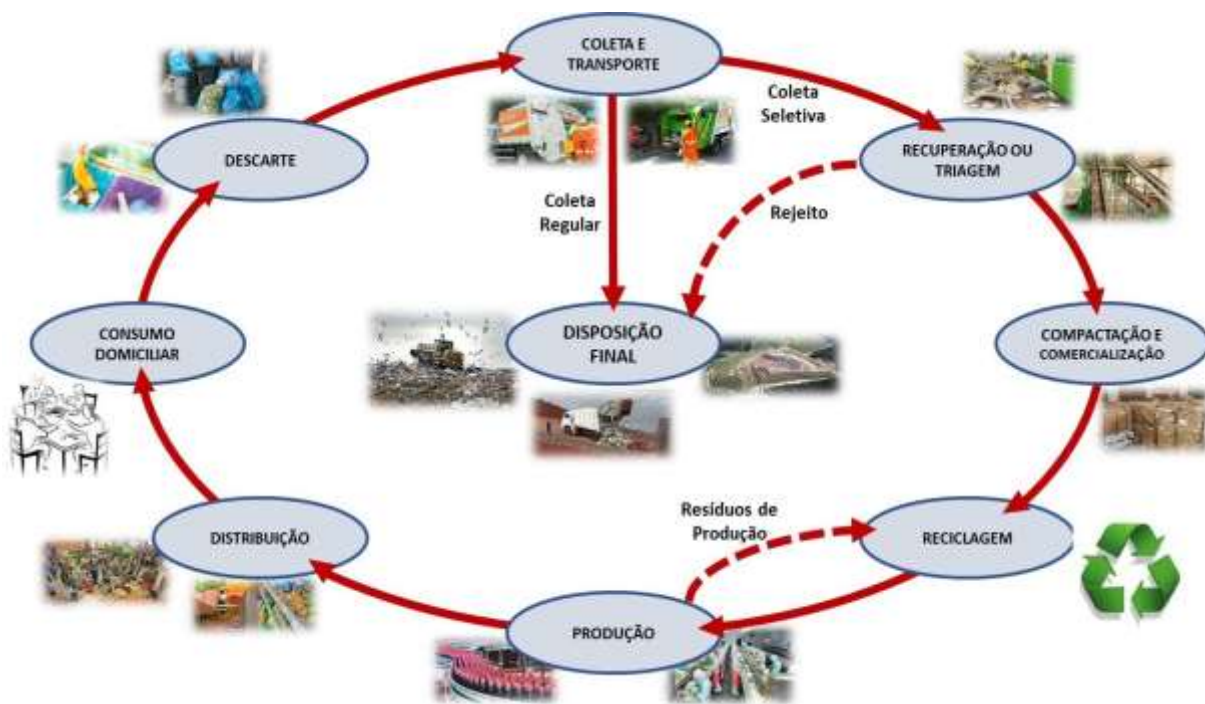 COLETA E
TRANSPORTE
Coleta
Seletiva
DESCARTE
RECUPERAÇÃO OU
TRIAGEM
Coleta
Regular
Rejeito
CONSUMO
DOMICILIAR
DISPOSIÇÃO
FINAL
COMPACTAÇÃO E
COMERCIALIZAÇÃO
Resíduos de
Produção
DISTRIBUIÇÃO
RECICLAGEM
PRODUÇÃO